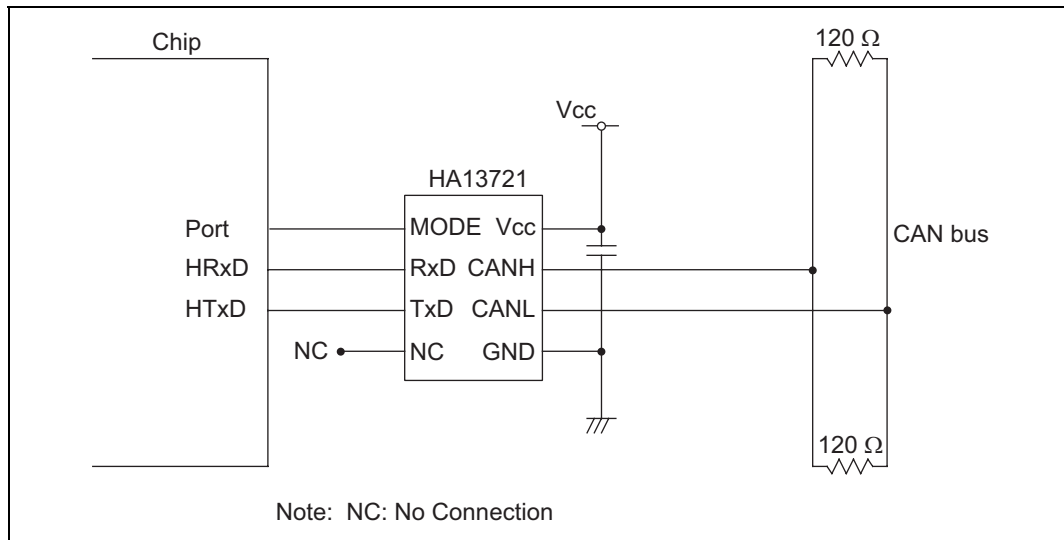 Chip
120 Ω
Vcc
HA13721
Port
MODE Vcc
CAN bus
HRxD
RxD CANH
HTxD
TxD CANL
NC
NC GND
120 Ω
Note: NC: No Connection